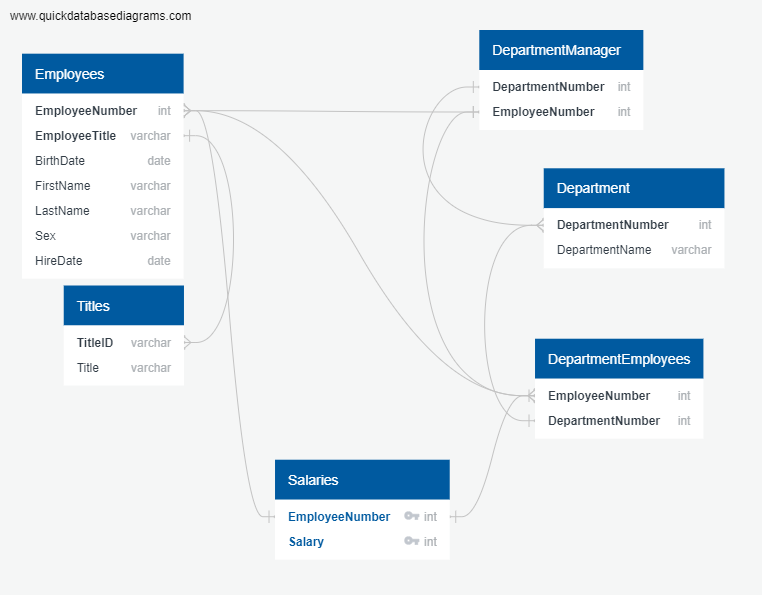 www.quickdatabasediagrams.com
Employees
EmployeeNumber int
EmployeeTitle varchar
BirthDate date
FirstName varchar
LastName varchar
Sex varchar
HireDate date
Titles
TitleID varchar
Title varchar
DepartmentManager
DepartmentNumber int
EmployeeNumber int
Department
DepartmentNumber int
DepartmentName varchar
DepartmentEmployees
EmployeeNumber int
DepartmentNumber int
Salaries
EmployeeNumber int
Salary int